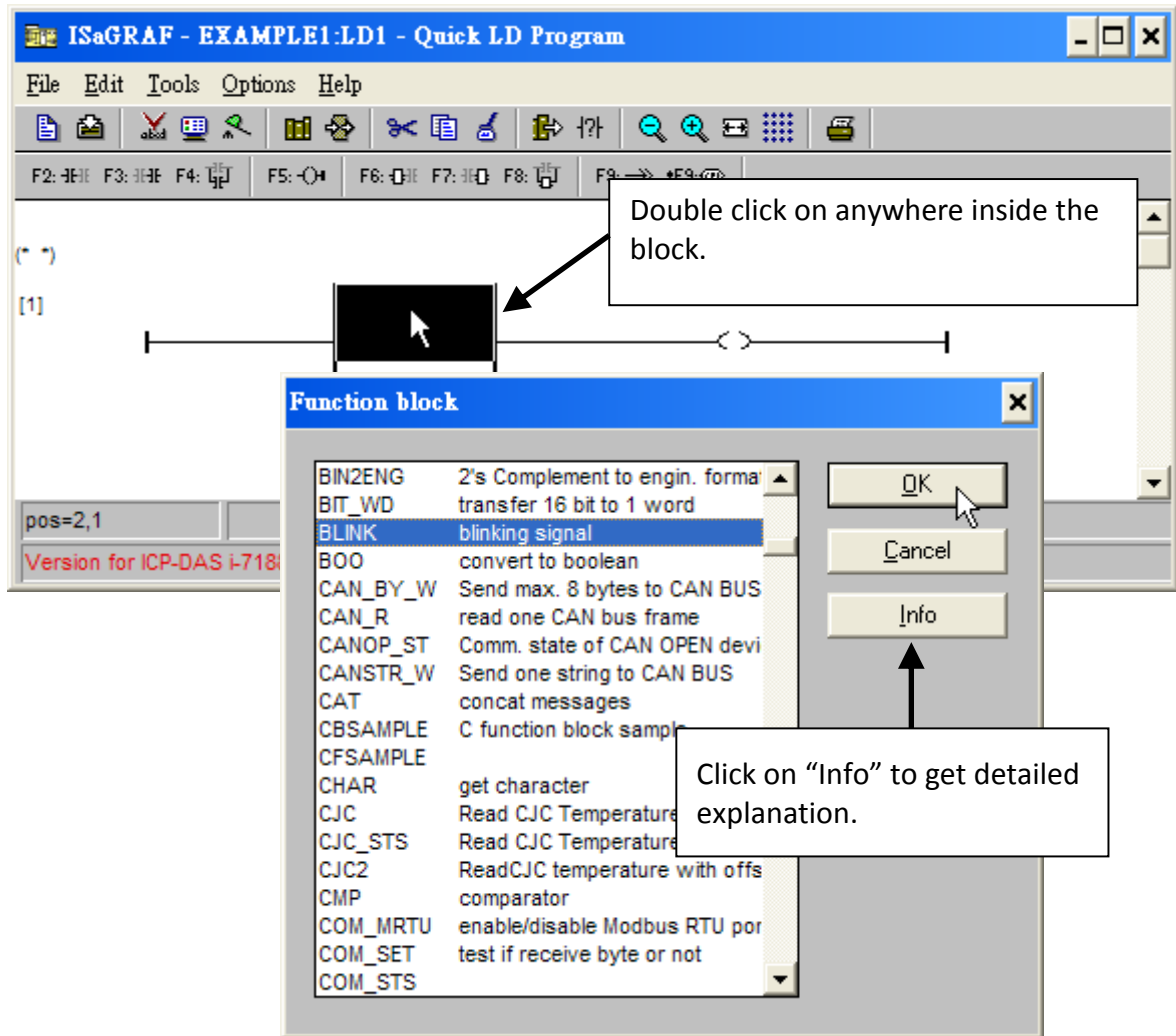 ISaGRAF - EXAMPLE1:LD1 - Quick LD Program
File Edit Tools Options Help
F2: F3: F4: F5: F6: F7: F8: F9:
Double click on anywhere inside the
block.
(* *)
[1]
Function block
BIN2ENG 2's Complement to engin. forma
BIT_WD transfer 16 bit to 1 word
BLINK blinking signal
BOO convert to boolean
CAN_BY_W Send max. 8 bytes to CAN BUS
CAN_R read one CAN bus frame
CANOP_ST Comm. state of CAN OPEN devi
CANSTR_W Send one string to CAN BUS
CAT concat messages
CBSAMPLE C function block sample
CFSAMPLE
CHAR get character
CJC Read CJC Temperature
CJC_STS Read CJC Temperature
CJC2 ReadCJC temperature with offs
CMP comparator
COM_MRTU enable/disable Modbus RTU por
COM_SET test if receive byte or not
COM_STS
OK
Cancel
Info
Click on “Info” to get detailed
explanation.
pos=2,1
Version for ICP-DAS i-718